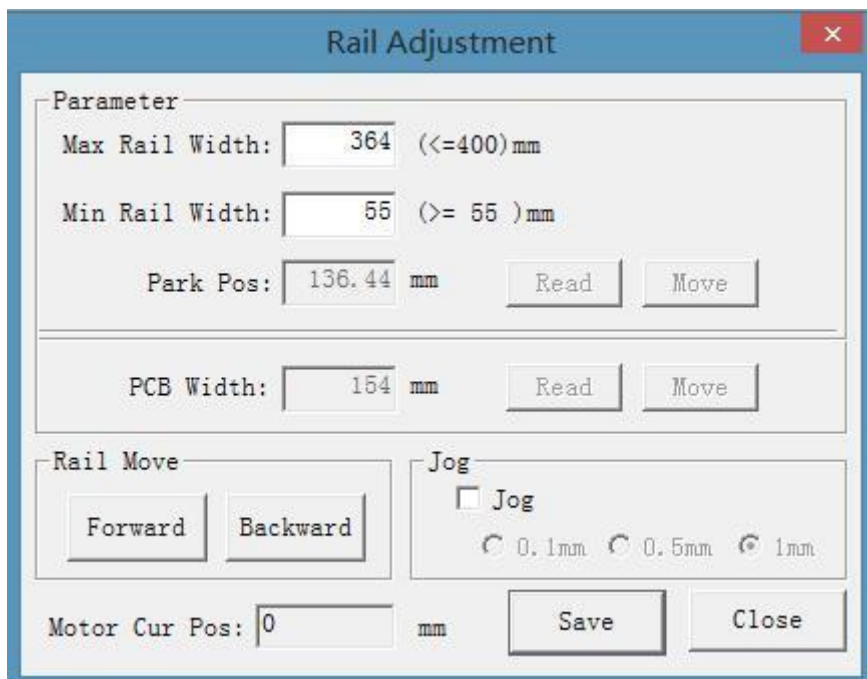 Rail Adjustment
Parameter
Max Rail Width: 364 (<=400)mm
Min Rail Width: 55 (>= 55 )mm
Park Pos: 136.44 mm Read Move
PCB Width: 154 mm Read Move
Rail Move
Forward Backward
Jog
Jog
0.1mm 0.5mm 1mm
Motor Cur Pos: 0 mm Save Close